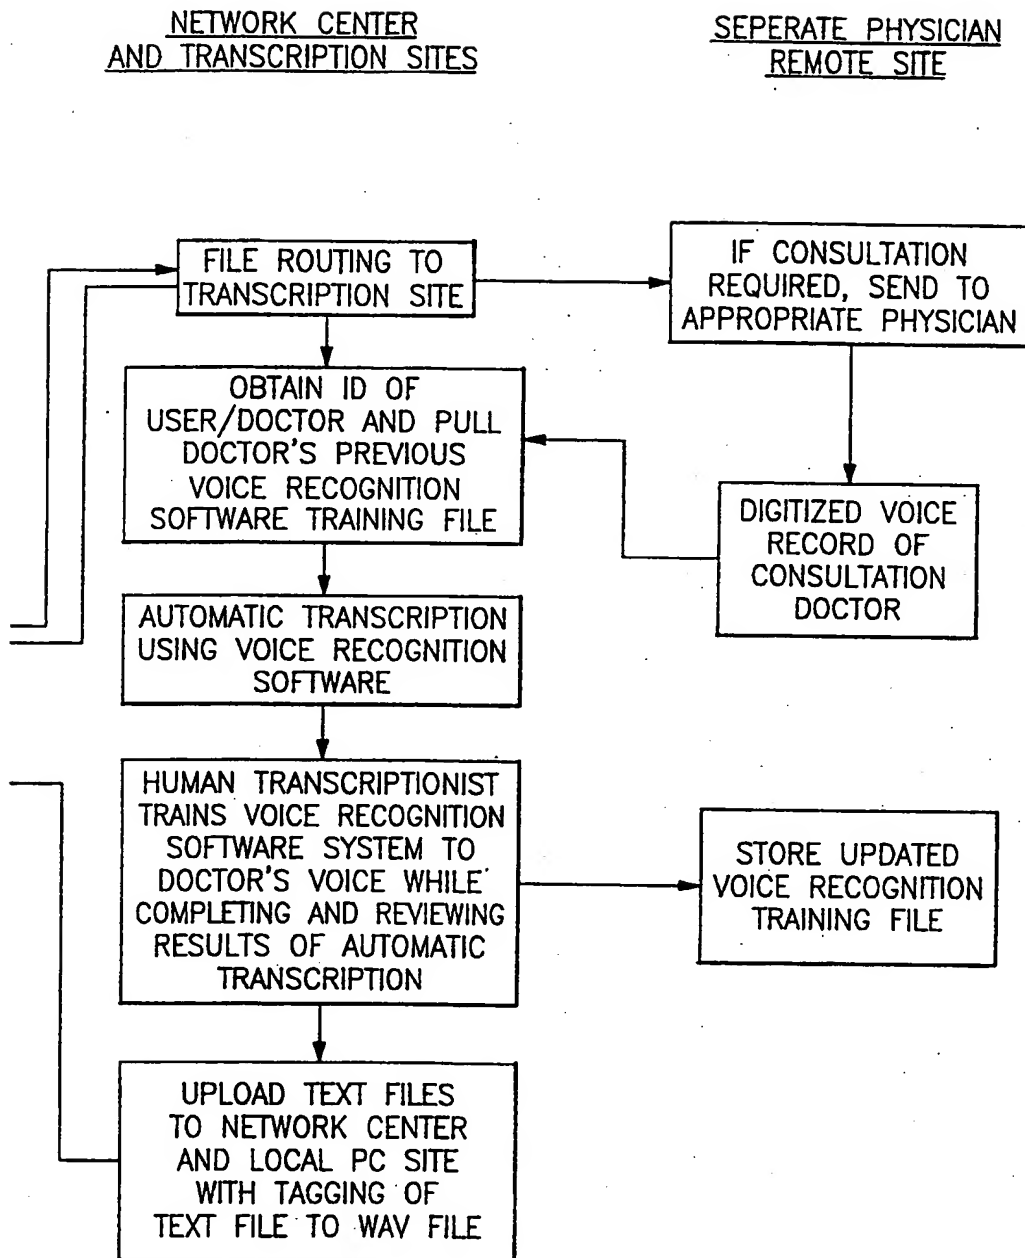 NETWORK CENTER
AND TRANSCRIPTION SITES
SEPERATE PHYSICIAN
REMOTE SITE
FILE ROUTING TO
TRANSCRIPTION SITE
IF CONSULTATION
REQUIRED, SEND TO
APPROPRIATE PHYSICIAN
OBTAIN ID OF
USER/DOCTOR AND PULL
DOCTOR'S PREVIOUS
VOICE RECOGNITION
SOFTWARE TRAINING FILE
DIGITIZED VOICE
RECORD OF
CONSULTATION
DOCTOR
AUTOMATIC TRANSCRIPTION
USING VOICE RECOGNITION
SOFTWARE
HUMAN TRANSCRIPTIONIST
TRAINS VOICE RECOGNITION
SOFTWARE SYSTEM TO
DOCTOR'S VOICE WHILE
COMPLETING AND REVIEWING
RESULTS OF AUTOMATIC
TRANSCRIPTION
STORE UPDATED
VOICE RECOGNITION
TRAINING FILE
UPLOAD TEXT FILES
TO NETWORK CENTER
AND LOCAL PC SITE
WITH TAGGING OF
TEXT FILE TO WAV FILE